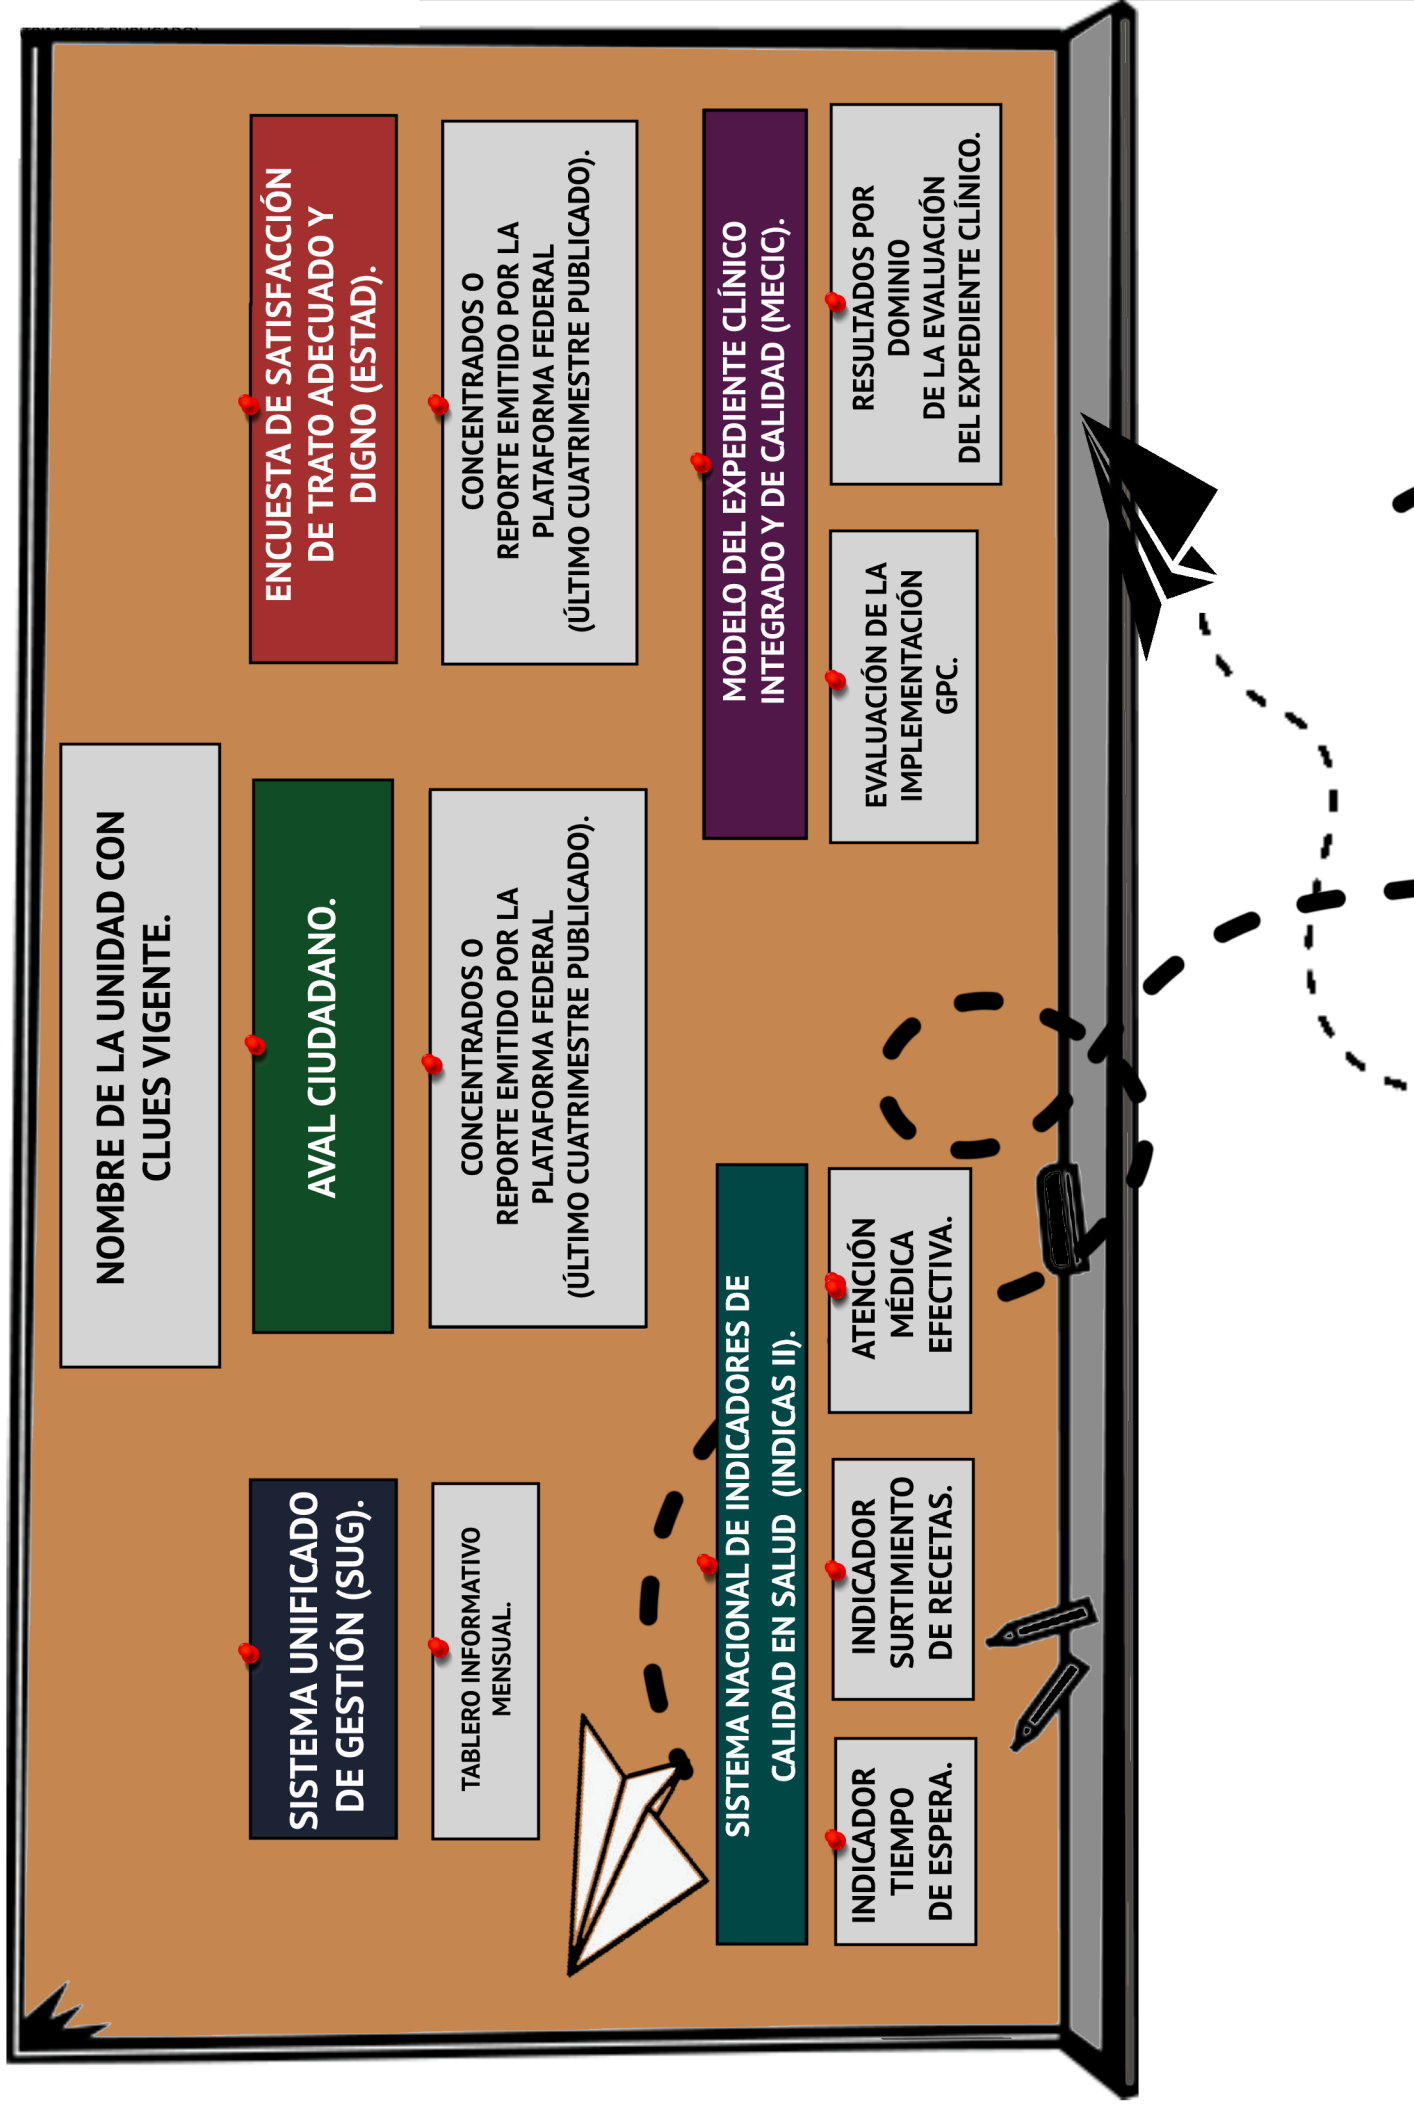 NOMBRE DE LA UNIDAD CON
CLUES VIGENTE.
SISTEMA UNIFICADO
DE GESTIÓN (SUG).
TABLERO INFORMATIVO
MENSUAL.
AVAL CIUDADANO.
CONCENTRADOS O
REPORTE EMITIDO POR LA
PLATAFORMA FEDERAL
(ÚLTIMO CUATRIMESTRE PUBLICADO).
ENCUESTA DE SATISFACCIÓN
DE TRATO ADECUADO Y
DIGNO (ESTAD).
CONCENTRADOS O
REPORTE EMITIDO POR LA
PLATAFORMA FEDERAL
(ÚLTIMO CUATRIMESTRE PUBLICADO).
SISTEMA NACIONAL DE INDICADORES DE
CALIDAD EN SALUD (INDICAS II).
INDICADOR
TIEMPO
DE ESPERA.
INDICADOR
SURTIMIENTO
DE RECETAS.
ATENCIÓN
MÉDICA
EFECTIVA.
MODELO DEL EXPEDIENTE CLÍNICO
INTEGRADO Y DE CALIDAD (MECIC).
EVALUACIÓN DE LA
IMPLEMENTACIÓN
GPC.
RESULTADOS POR
DOMINIO
DE LA EVALUACIÓN
DEL EXPEDIENTE CLÍNICO.